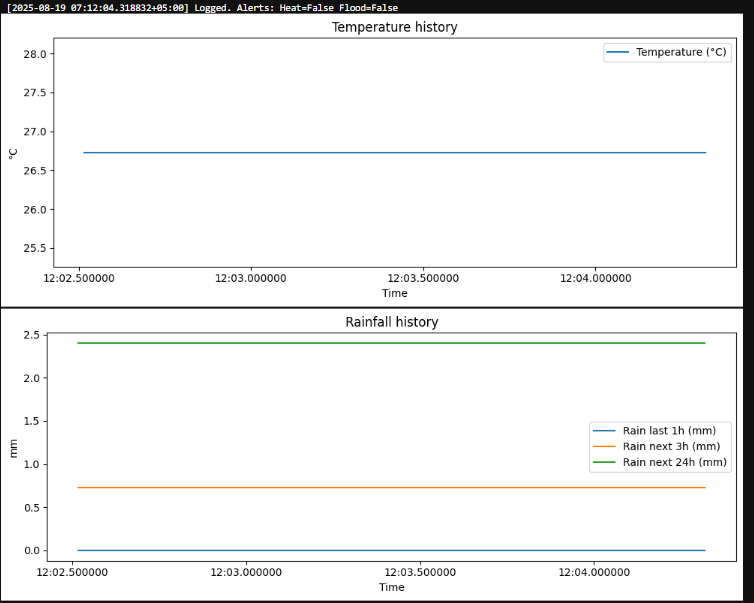 [2025-08-19 07:12:04.318832+05:00] Logged. Alerts: Heat=False Flood=False
Temperature history
28.0
27.5
27.0
26.5
26.0
25.5
°C
Temperature (°C)
12:02.500000 12:03.000000 12:03.500000 12:04.000000
Time
Rainfall history
2.5
2.0
1.5
1.0
0.5
0.0
mm
Rain last 1h (mm)
Rain next 3h (mm)
Rain next 24h (mm)
12:02.500000 12:03.000000 12:03.500000 12:04.000000
Time